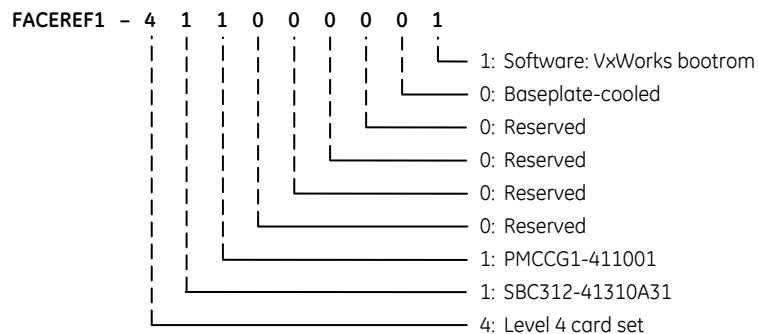 FACEREF1 - 4 1 1 0 0 0 0 0 1
1: Software: VxWorks bootrom
0: Baseplate-cooled
0: Reserved
0: Reserved
0: Reserved
0: Reserved
1: PMCCG1-411001
1: SBC312-41310A31
4: Level 4 card set